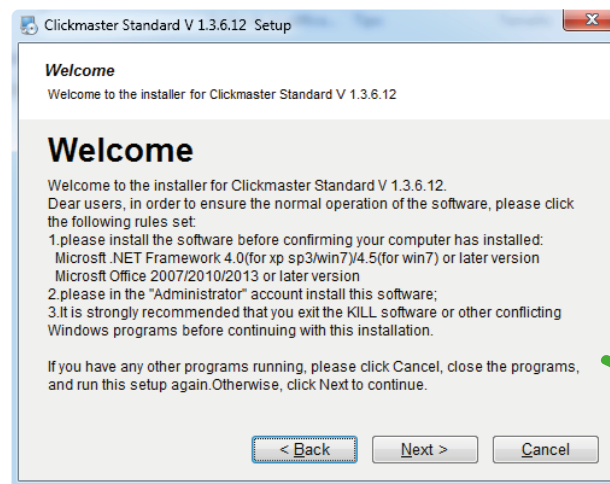 Clickmaster Standard V 1.3.6.12 Setup
Welcome
Welcome to the installer for Clickmaster Standard V 1.3.6.12
Welcome
Welcome to the installer for Clickmaster Standard V 1.3.6.12.
Dear users, in order to ensure the normal operation of the software, please click
the following rules set:
1.please install the software before confirming your computer has installed:
Microsft .NET Framework 4.0(for xp sp3/win7)/4.5(for win7) or later version
Microsft Office 2007/2010/2013 or later version
2.please in the "Administrator" account install this software;
3.It is strongly recommended that you exit the KILL software or other conflicting
Windows programs before continuing with this installation.
If you have any other programs running, please click Cancel, close the programs,
and run this setup again.Otherwise, click Next to continue.
< Back Next > Cancel